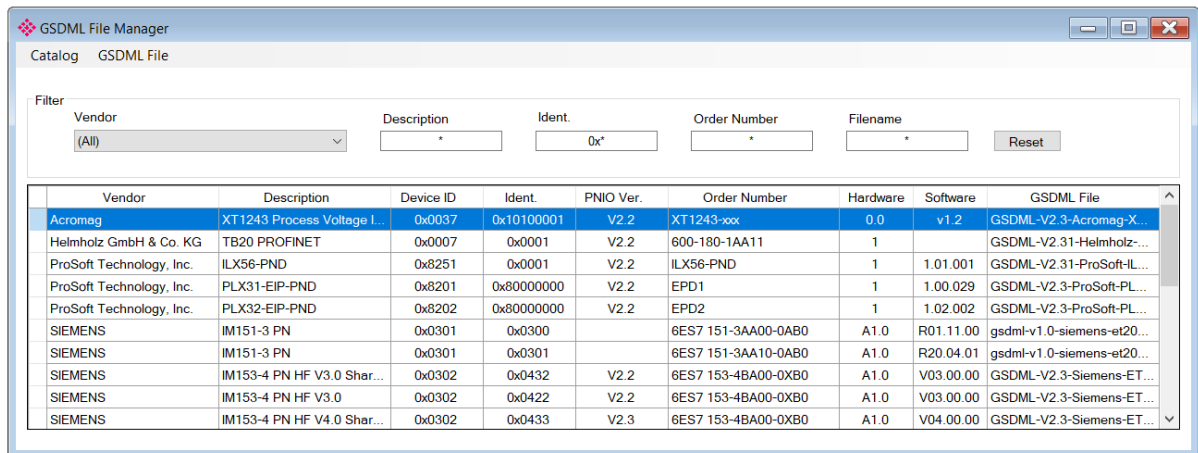 GSDML File Manager
Catalog GSDML File
Filter
Vendor Description Ident. Order Number Filename
(All) * 0x* * * Reset
Vendor Description Device ID Ident. PNIO Ver. Order Number Hardware Software GSDML File
Acromag XT1243 Process Voltage I... 0x0037 0x10100001 V2.2 XT1243-xxx 0.0 v1.2 GSDML-V2.3-Acromag-X...
Helmholz GmbH & Co. KG TB20 PROFINET 0x0007 0x0001 V2.2 600-180-1AA11 1 GSDML-V2.31-Helmholz-...
ProSoft Technology, Inc. ILX56-PND 0x8251 0x0001 V2.2 ILX56-PND 1 1.01.001 GSDML-V2.31-ProSoft-IL...
ProSoft Technology, Inc. PLX31-EIP-PND 0x8201 0x80000000 V2.2 EPD1 1 1.00.029 GSDML-V2.3-ProSoft-PL...
ProSoft Technology, Inc. PLX32-EIP-PND 0x8202 0x80000000 V2.2 EPD2 1 1.02.002 GSDML-V2.3-ProSoft-PL...
SIEMENS IM151-3 PN 0x0301 0x0300 6ES7 151-3AA00-0AB0 A1.0 R01.11.00 gsdml-v1.0-siemens-et20...
SIEMENS IM151-3 PN 0x0301 0x0301 6ES7 151-3AA10-0AB0 A1.0 R20.04.01 gsdml-v1.0-siemens-et20...
SIEMENS IM153-4 PN HF V3.0 Shar... 0x0302 0x0432 V2.2 6ES7 153-4BA00-0XB0 A1.0 V03.00.00 GSDML-V2.3-Siemens-ET...
SIEMENS IM153-4 PN HF V3.0 0x0302 0x0422 V2.2 6ES7 153-4BA00-0XB0 A1.0 V03.00.00 GSDML-V2.3-Siemens-ET...
SIEMENS IM153-4 PN HF V4.0 Shar... 0x0302 0x0433 V2.3 6ES7 153-4BA00-0XB0 A1.0 V04.00.00 GSDML-V2.3-Siemens-ET...